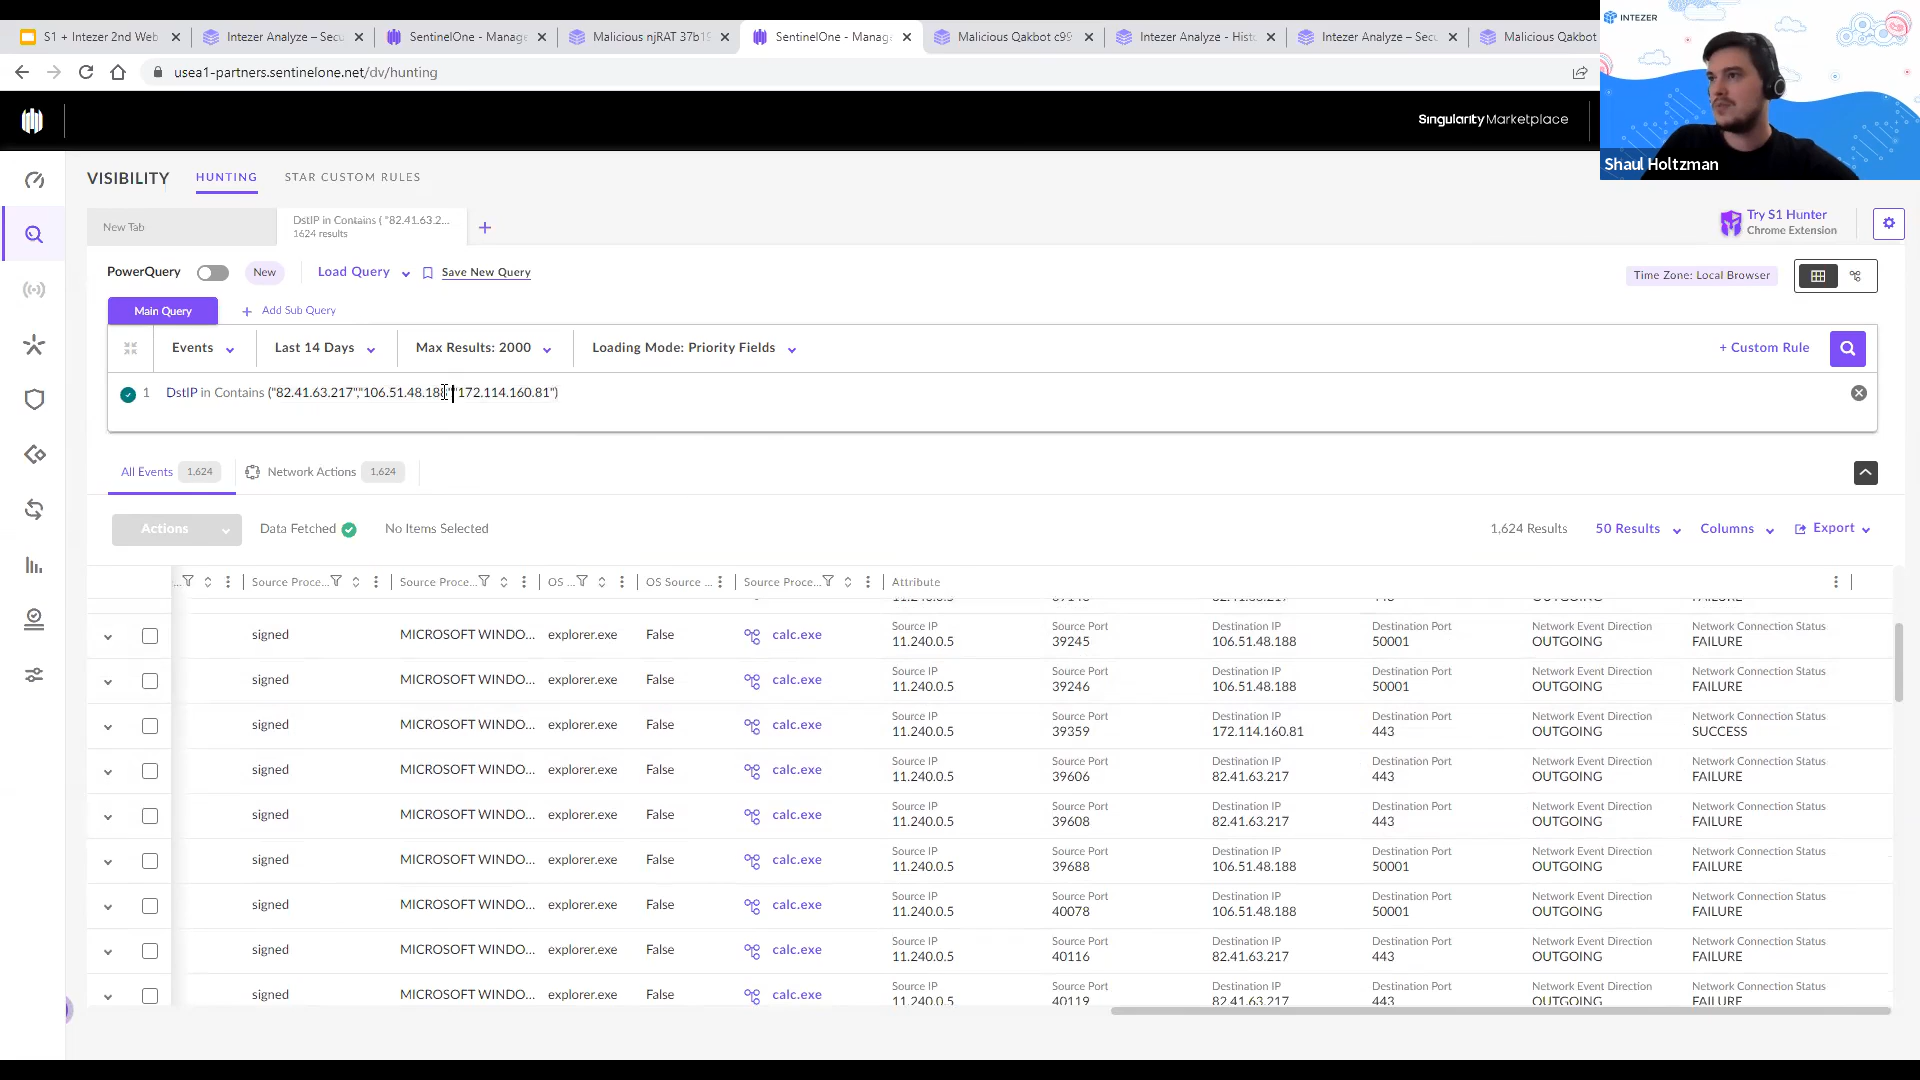 S1 + Intezer 2nd Web
Intezer Analyze – Secu
SentinelOne - Manage
Malicious njRAT 37b19
SentinelOne - Manage
Malicious Qakbot c99
Intezer Analyze - Hist
Intezer Analyze – Secu
Malicious Qakbot
INTEZER
usea1-partners.sentinelone.net/dv/hunting
Singularity Marketplace
Shaul Holtzman
VISIBILITY
HUNTING
STAR CUSTOM RULES
New Tab
DstIP in Contains ( "82.41.63.2...
1624 results
Try S1 Hunter
Chrome Extension
PowerQuery
New
Load Query
Save New Query
Time Zone: Local Browser
Main Query
Add Sub Query
Events
Last 14 Days
Max Results: 2000
Loading Mode: Priority Fields
+ Custom Rule
1 DstIP in Contains ("82.41.63.217","106.51.48.188","172.114.160.81")
All Events 1,624
Network Actions 1,624
Actions
Data Fetched
No Items Selected
1,624 Results
50 Results
Columns
Export
... Source Proce... Source Proce... OS ... OS Source ... Source Proce... Attribute
Source IP Source Port Destination IP Destination Port Network Event Direction Network Connection Status
signed MICROSOFT WINDO... explorer.exe False calc.exe 11.240.0.5 39245 106.51.48.188 50001 OUTGOING FAILURE
Source IP Source Port Destination IP Destination Port Network Event Direction Network Connection Status
signed MICROSOFT WINDO... explorer.exe False calc.exe 11.240.0.5 39246 106.51.48.188 50001 OUTGOING FAILURE
Source IP Source Port Destination IP Destination Port Network Event Direction Network Connection Status
signed MICROSOFT WINDO... explorer.exe False calc.exe 11.240.0.5 39359 172.114.160.81 443 OUTGOING SUCCESS
Source IP Source Port Destination IP Destination Port Network Event Direction Network Connection Status
signed MICROSOFT WINDO... explorer.exe False calc.exe 11.240.0.5 39606 82.41.63.217 443 OUTGOING FAILURE
Source IP Source Port Destination IP Destination Port Network Event Direction Network Connection Status
signed MICROSOFT WINDO... explorer.exe False calc.exe 11.240.0.5 39608 82.41.63.217 443 OUTGOING FAILURE
Source IP Source Port Destination IP Destination Port Network Event Direction Network Connection Status
signed MICROSOFT WINDO... explorer.exe False calc.exe 11.240.0.5 39688 106.51.48.188 50001 OUTGOING FAILURE
Source IP Source Port Destination IP Destination Port Network Event Direction Network Connection Status
signed MICROSOFT WINDO... explorer.exe False calc.exe 11.240.0.5 40078 106.51.48.188 50001 OUTGOING FAILURE
Source IP Source Port Destination IP Destination Port Network Event Direction Network Connection Status
signed MICROSOFT WINDO... explorer.exe False calc.exe 11.240.0.5 40116 82.41.63.217 443 OUTGOING FAILURE
Source IP Source Port Destination IP Destination Port Network Event Direction Network Connection Status
signed MICROSOFT WINDO... explorer.exe False calc.exe 11.240.0.5 40119 82.41.63.217 443 OUTGOING FAILURE